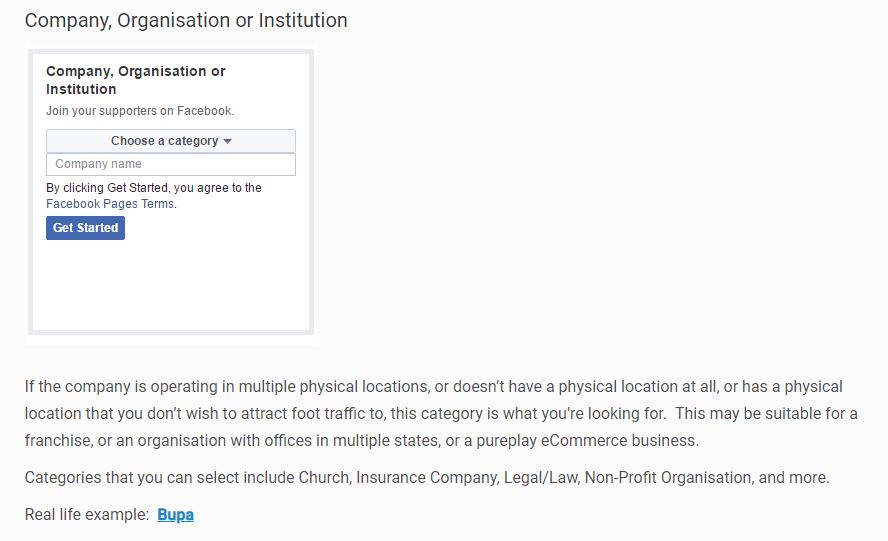 Company, Organisation or Institution
Company, Organisation or
Institution
Join your supporters on Facebook.
Choose a category
Company name
By clicking Get Started, you agree to the
Facebook Pages Terms.
Get Started
If the company is operating in multiple physical locations, or doesn’t have a physical location at all, or has a physical
location that you don’t wish to attract foot traffic to, this category is what you’re looking for.  This may be suitable for a
franchise, or an organisation with offices in multiple states, or a pureplay eCommerce business.
Categories that you can select include Church, Insurance Company, Legal/Law, Non-Profit Organisation, and more.
Real life example:  Bupa